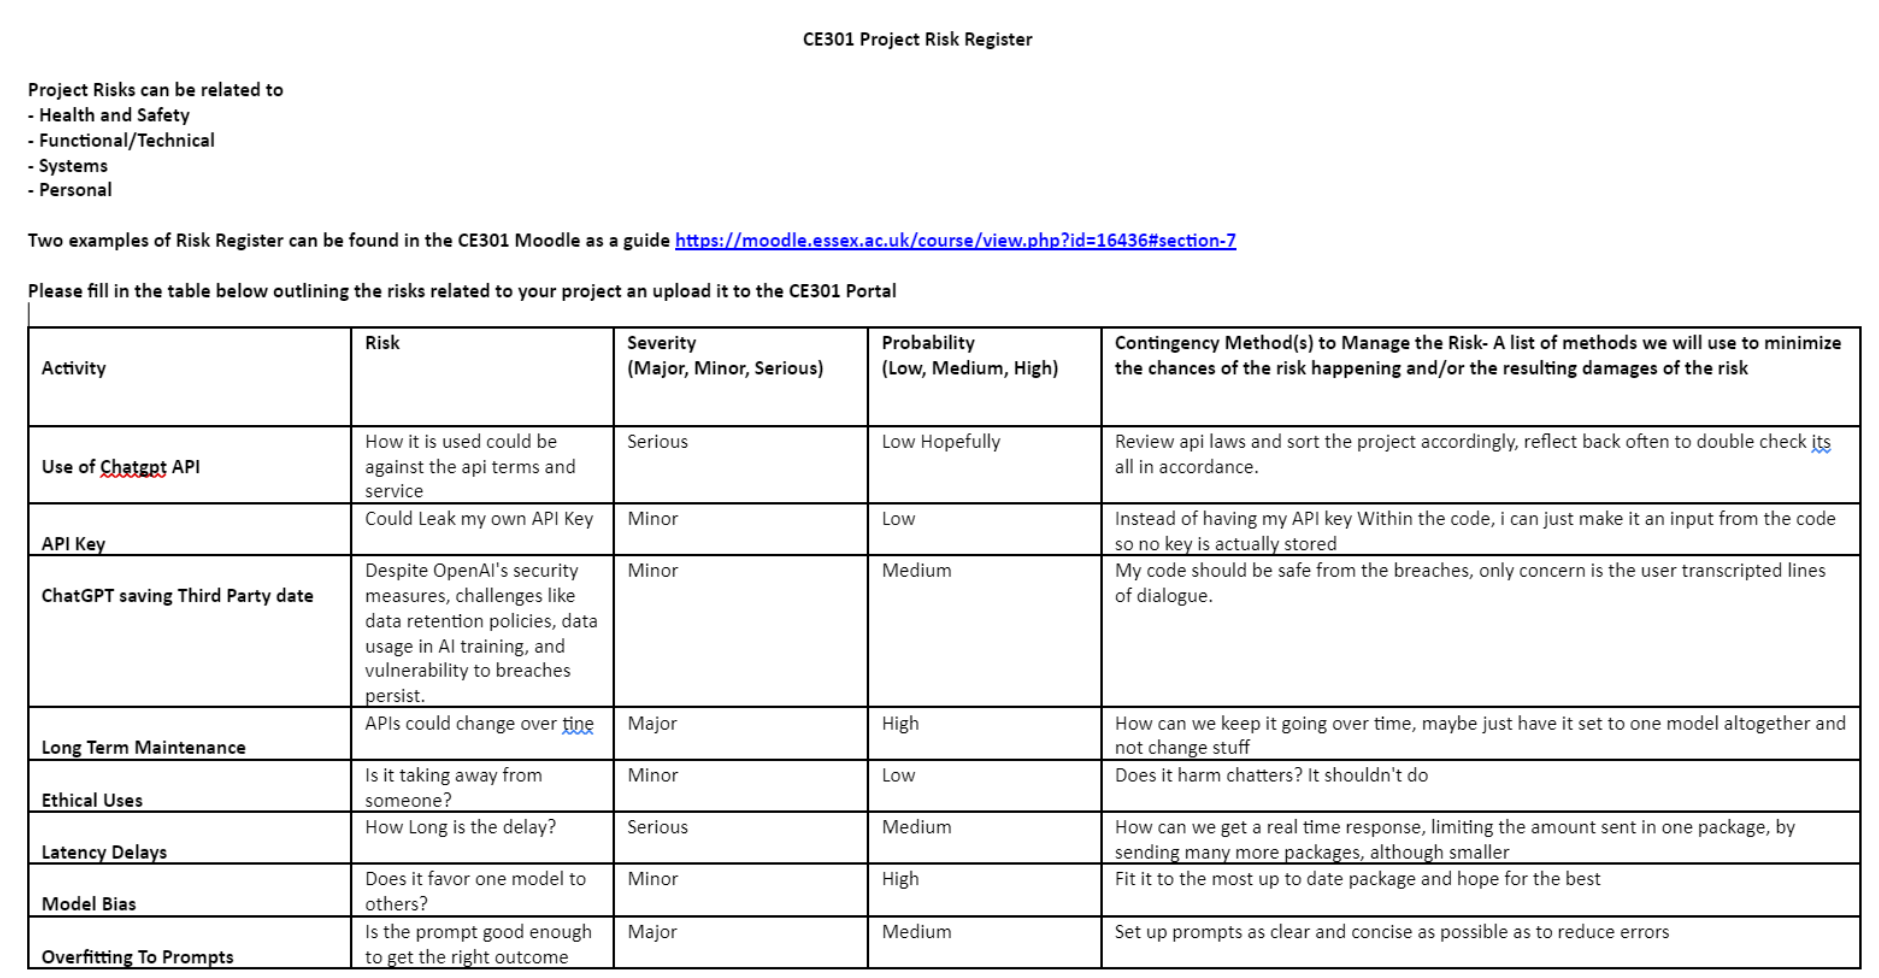 CE301 Project Risk Register
Project Risks can be related to
- Health and Safety
- Functional/Technical
- Systems
- Personal
Two examples of Risk Register can be found in the CE301 Moodle as a guide https://moodle.essex.ac.uk/course/view.php?id=16436#section-7
Please fill in the table below outlining the risks related to your project an upload it to the CE301 Portal
Activity
Risk
Severity
(Major, Minor, Serious)
Probability
(Low, Medium, High)
Contingency Method(s) to Manage the Risk- A list of methods we will use to minimize
the chances of the risk happening and/or the resulting damages of the risk
Use of Chatgpt API
How it is used could be
against the api terms and
service
Serious
Low Hopefully
Review api laws and sort the project accordingly, reflect back often to double check its
all in accordance.
API Key
Could Leak my own API Key
Minor
Low
Instead of having my API key Within the code, i can just make it an input from the code
so no key is actually stored
ChatGPT saving Third Party date
Despite OpenAI's security
measures, challenges like
data retention policies, data
usage in AI training, and
vulnerability to breaches
persist.
Minor
Medium
My code should be safe from the breaches, only concern is the user transcripted lines
of dialogue.
Long Term Maintenance
APIs could change over tine
Major
High
How can we keep it going over time, maybe just have it set to one model altogether and
not change stuff
Ethical Uses
Is it taking away from
someone?
Minor
Low
Does it harm chatters? It shouldn't do
Latency Delays
How Long is the delay?
Serious
Medium
How can we get a real time response, limiting the amount sent in one package, by
sending many more packages, although smaller
Model Bias
Does it favor one model to
others?
Minor
High
Fit it to the most up to date package and hope for the best
Overfitting To Prompts
Is the prompt good enough
to get the right outcome
Major
Medium
Set up prompts as clear and concise as possible as to reduce errors